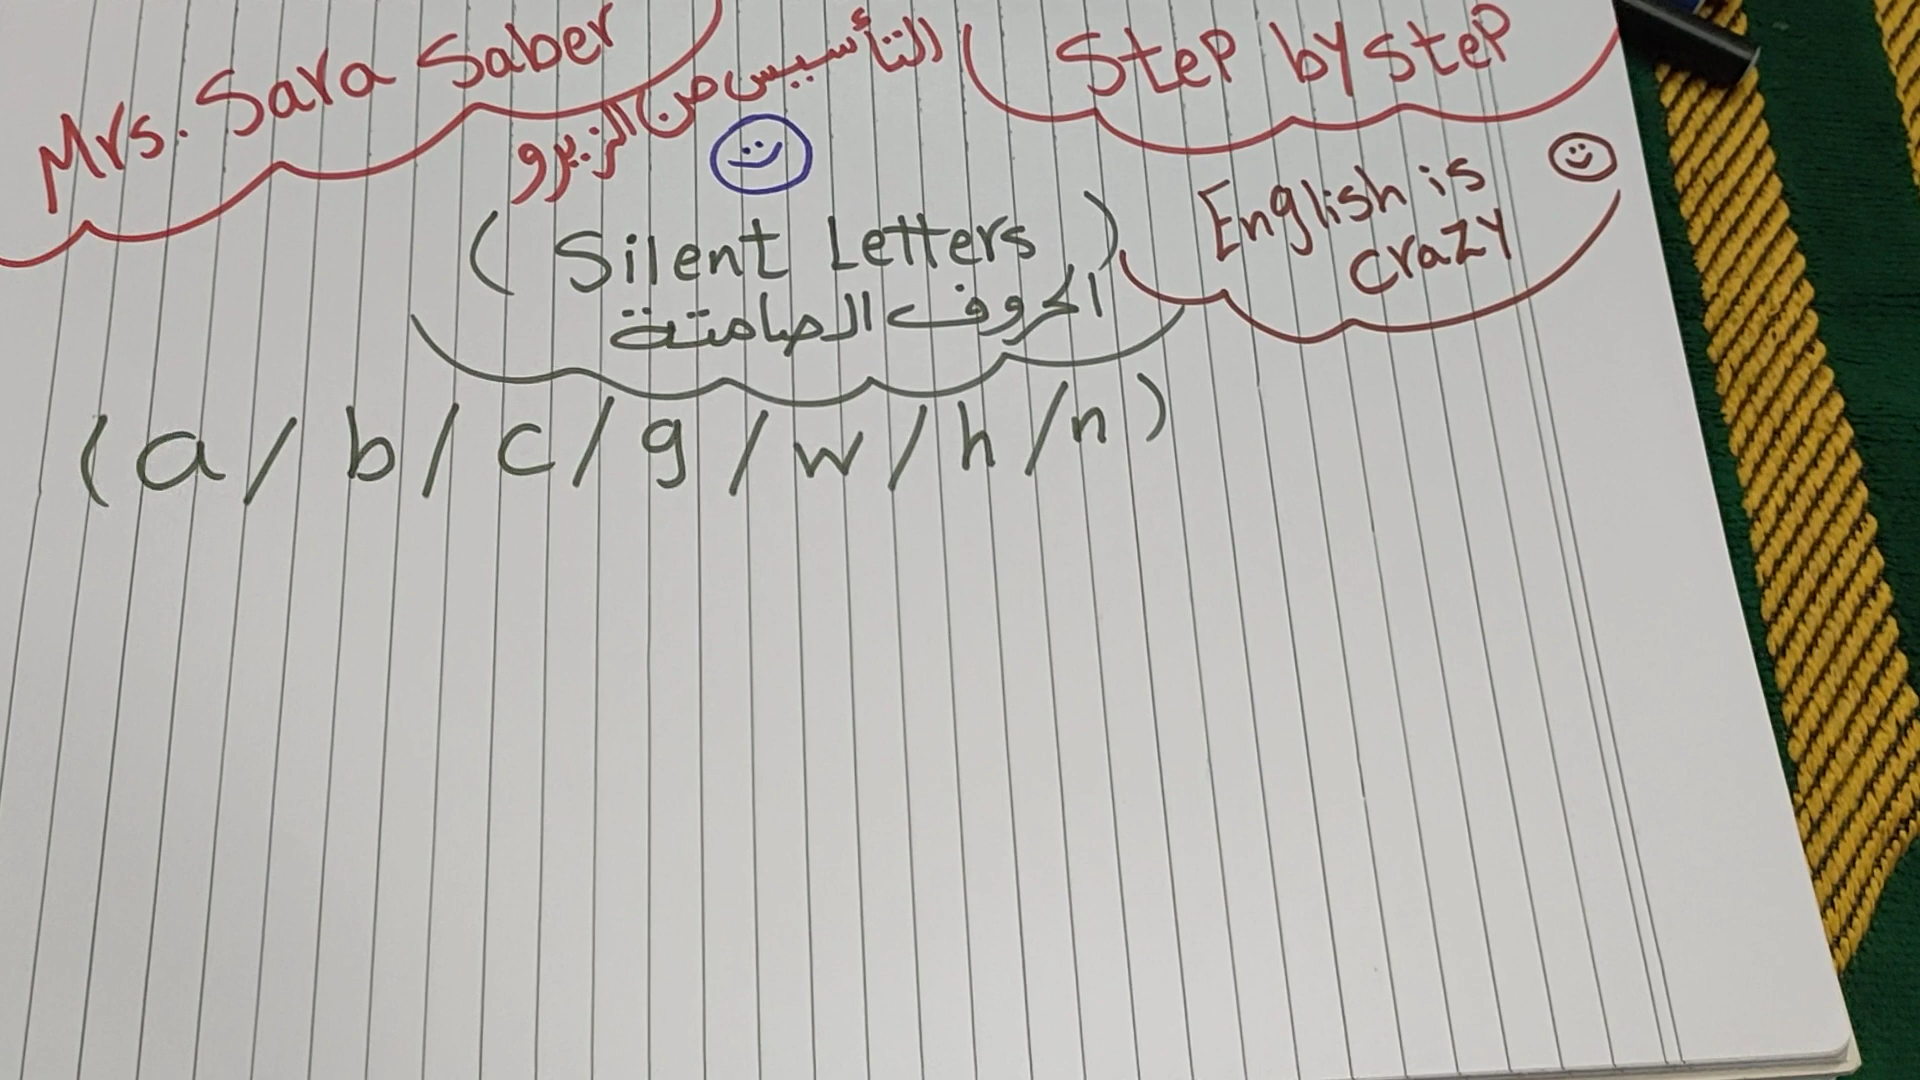 Mrs. Sara Saber
التأسيس من الزيرو
SteP by steP
English is
crazy
( Silent Letters )
الحروف الصامتة
( a / b / c / g / w / h / n )